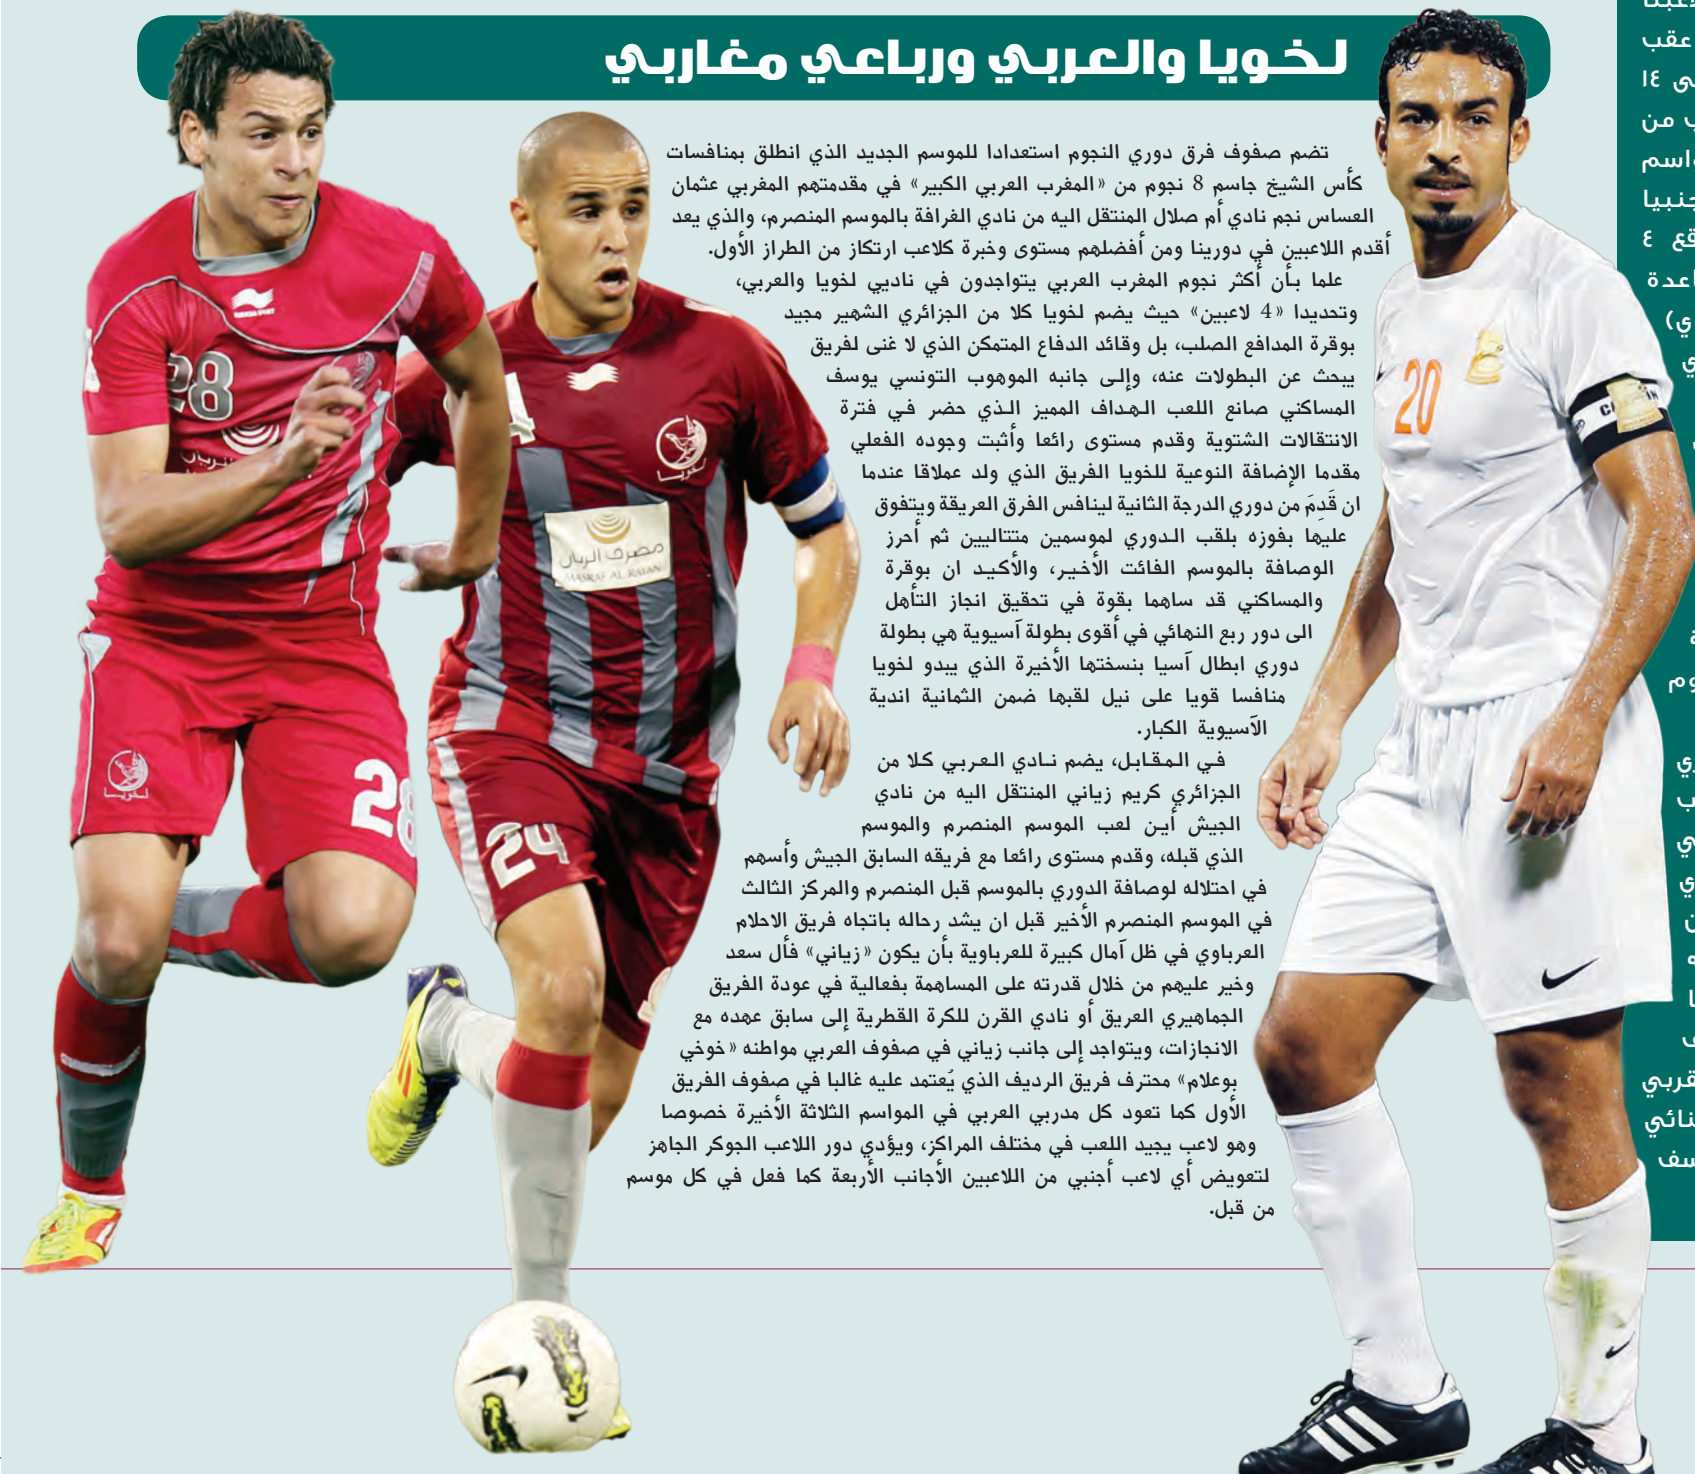 لخويا والعربي ورباعي مغاربي
تضم صفوف فرق دوري النجوم استعدادا للموسم الجديد الذي انطلق بمنافسات
كأس الشيخ جاسم 8 نجوم من «المغرب العربي الكبير» في مقدمتهم المغربي عثمان
العساس نجم نادي أم صلال المنتقل اليه من نادي الغرافة بالموسم المنصرم، والذي يعد
أقدم اللاعبين في دورينا ومن أفضلهم مستوى وخبرة كلاعب ارتكاز من الطراز الأول.
علما بأن أكثر نجوم المغرب العربي يتواجدون في ناديي لخويا والعربي،
وتحديدا «4 لاعبين» حيث يضم لخويا كلا من الجزائري الشهير مجيد
بوقرة المدافع الصلب، بل وقائد الدفاع المتمكن الذي لا غنى لفريق
يبحث عن البطولات عنه، وإلى جانبه الموهوب التونسي يوسف
المساكني صانع اللعب الهداف المميز الذي حضر في فترة
الانتقالات الشتوية وقدم مستوى رائعا وأثبت وجوده الفعلي
مقدما الإضافة النوعية للخويا الفريق الذي ولد عملاقا عندما
ان قَدِمَ من دوري الدرجة الثانية لينافس الفرق العريقة ويتفوق
عليها بفوزه بلقب الدوري لموسمين متتاليين ثم أحرز
الوصافة بالموسم الفائت الأخير، والأكيد ان بوقرة
والمساكني قد ساهما بقوة في تحقيق انجاز التأهل
الى دور ربع النهائي في أقوى بطولة آسيوية هي بطولة
دوري ابطال آسيا بنسختها الأخيرة الذي يبدو لخويا
منافسا قويا على نيل لقبها ضمن الثمانية اندية
الآسيوية الكبار.
في المقابل، يضم نادي العربي كلا من
الجزائري كريم زياني المنتقل اليه من نادي
الجيش أين لعب الموسم المنصرم والموسم
الذي قبله، وقدم مستوى رائعا مع فريقه السابق الجيش وأسهم
في احتلاله لوصافة الدوري بالموسم قبل المنصرم والمركز الثالث
في الموسم المنصرم الأخير قبل ان يشد رحاله باتجاه فريق الاحلام
العرباوي في ظل آمال كبيرة للعرباوية بأن يكون «زياني» فأل سعد
وخير عليهم من خلال قدرته على المساهمة بفعالية في عودة الفريق
الجماهيري العريق أو نادي القرن للكرة القطرية إلى سابق عهده مع
الانجازات، ويتواجد إلى جانب زياني في صفوف العربي مواطنه «خوخي
بوعلام» محترف فريق الرديف الذي يُعتمد عليه غالبا في صفوف الفريق
الأول كما تعود كل مدربي العربي في المواسم الثلاثة الأخيرة خصوصا
وهو لاعب يجيد اللعب في مختلف المراكز، ويؤدي دور اللاعب الجوكر الجاهز
لتعويض أي لاعب أجنبي من اللاعبين الأجانب الأربعة كما فعل في كل موسم
من قبل.
28
الريان
لخويا
28
لخويا
مصرف الريان
MASRAF AL RAYAN
24
20
عقب
١٤
من
٤